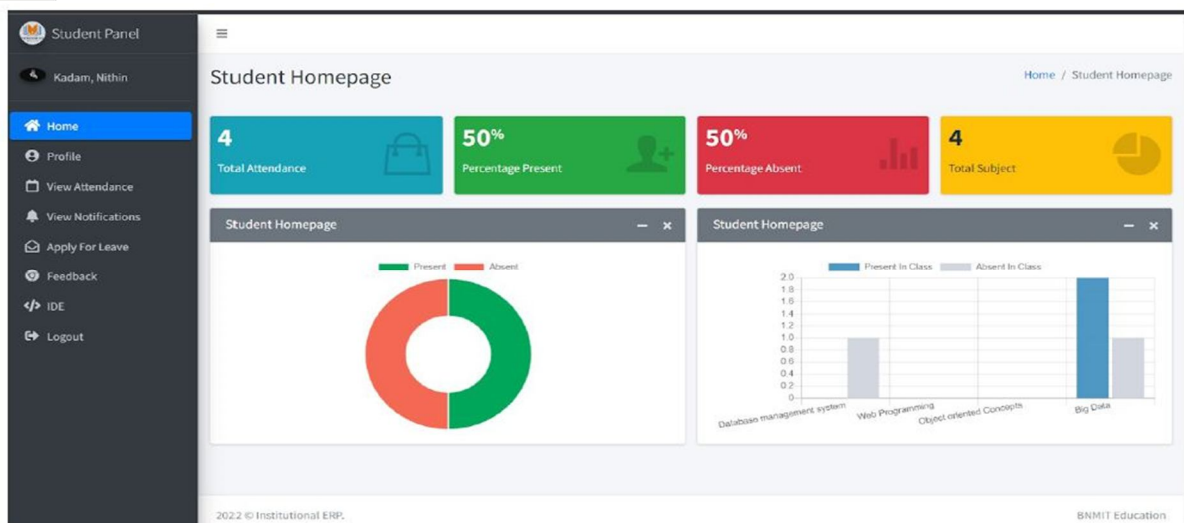 Student Panel
Kadam, Nithin
Home
Profile
View Attendance
View Notifications
Apply For Leave
Feedback
IDE
Logout
Student Homepage
Home / Student Homepage
4
Total Attendance
50%
Percentage Present
50%
Percentage Absent
4
Total Subject
Student Homepage
Present Absent
Student Homepage
Present In Class Absent In Class
2.0
1.8
1.6
1.4
1.2
1.0
0.8
0.6
0.4
0.2
0
Database management system
Web Programming
Object oriented Concepts
Big Data
2022 © Institutional ERP.
BNMIT Education